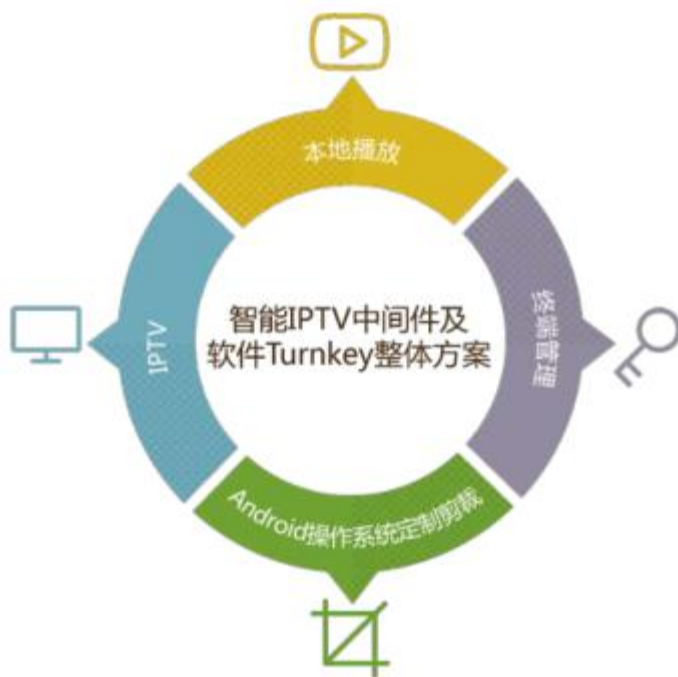 本地播放
智能IPTV中间件及
软件Turnkey整体方案
IPTV
终端管理
Android操作系统定制剪裁